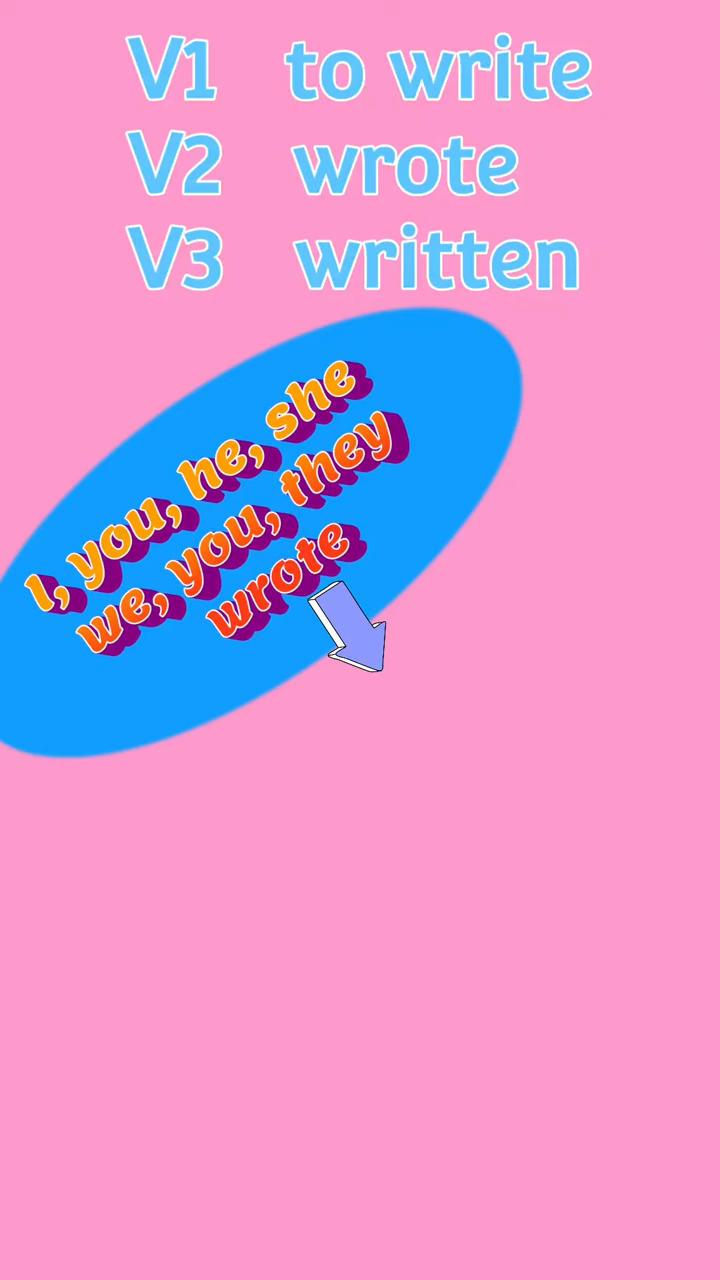 V1 to write
V2 wrote
V3 written
I, you, he, she
we, you, they
wrote